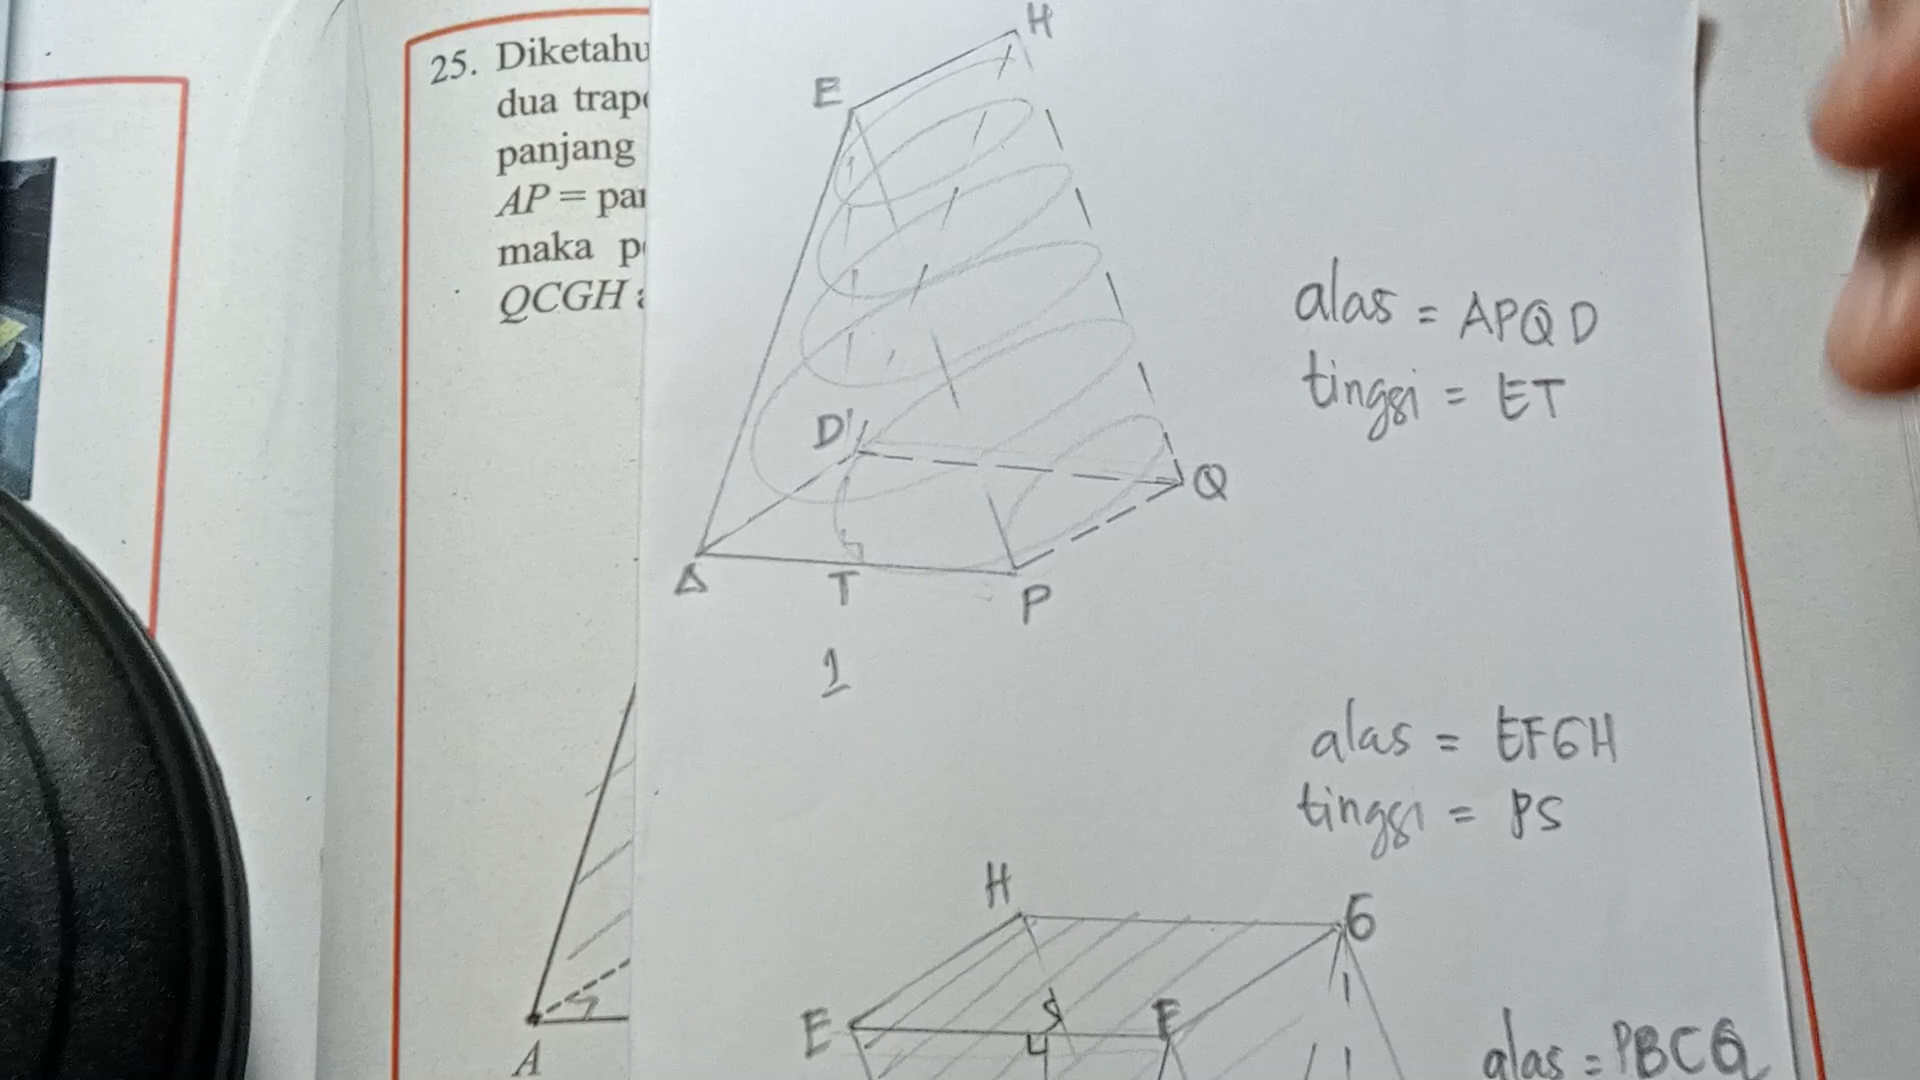 25. Diketahu
dua trap
panjang
AP = pa
maka p
QCGH
A
H
E
D
Q
A
T
P
1
alas = APQD
tinggi = ET
alas = EFGH
tinggi = PS
H
G
E
S
F
4
alas = PBCQ